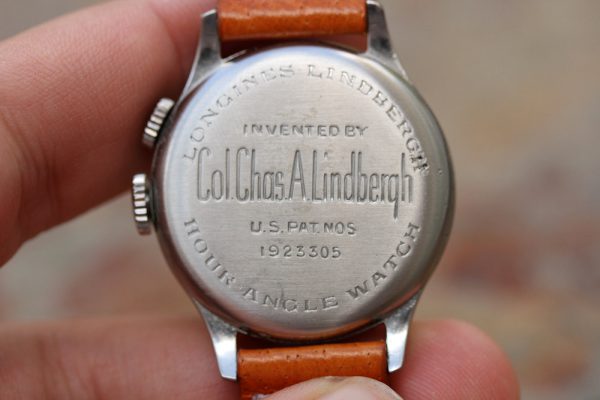 LONGINES LINDBERGH
INVENTED BY
Col. Chas. A. Lindbergh
U.S. PAT. NOS
1923305
HOUR ANGLE WATCH